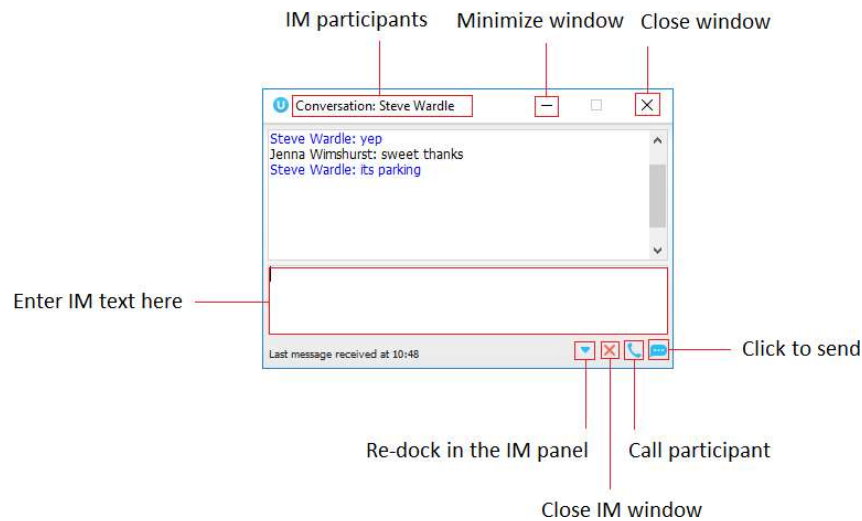 IM participants
Minimize window
Close window
U
Conversation: Steve Wardle
Steve Wardle: yep
Jenna Wimshurst: sweet thanks
Steve Wardle: its parking
Enter IM text here
Last message received at 10:48
Click to send
Re-dock in the IM panel
Call participant
Close IM window